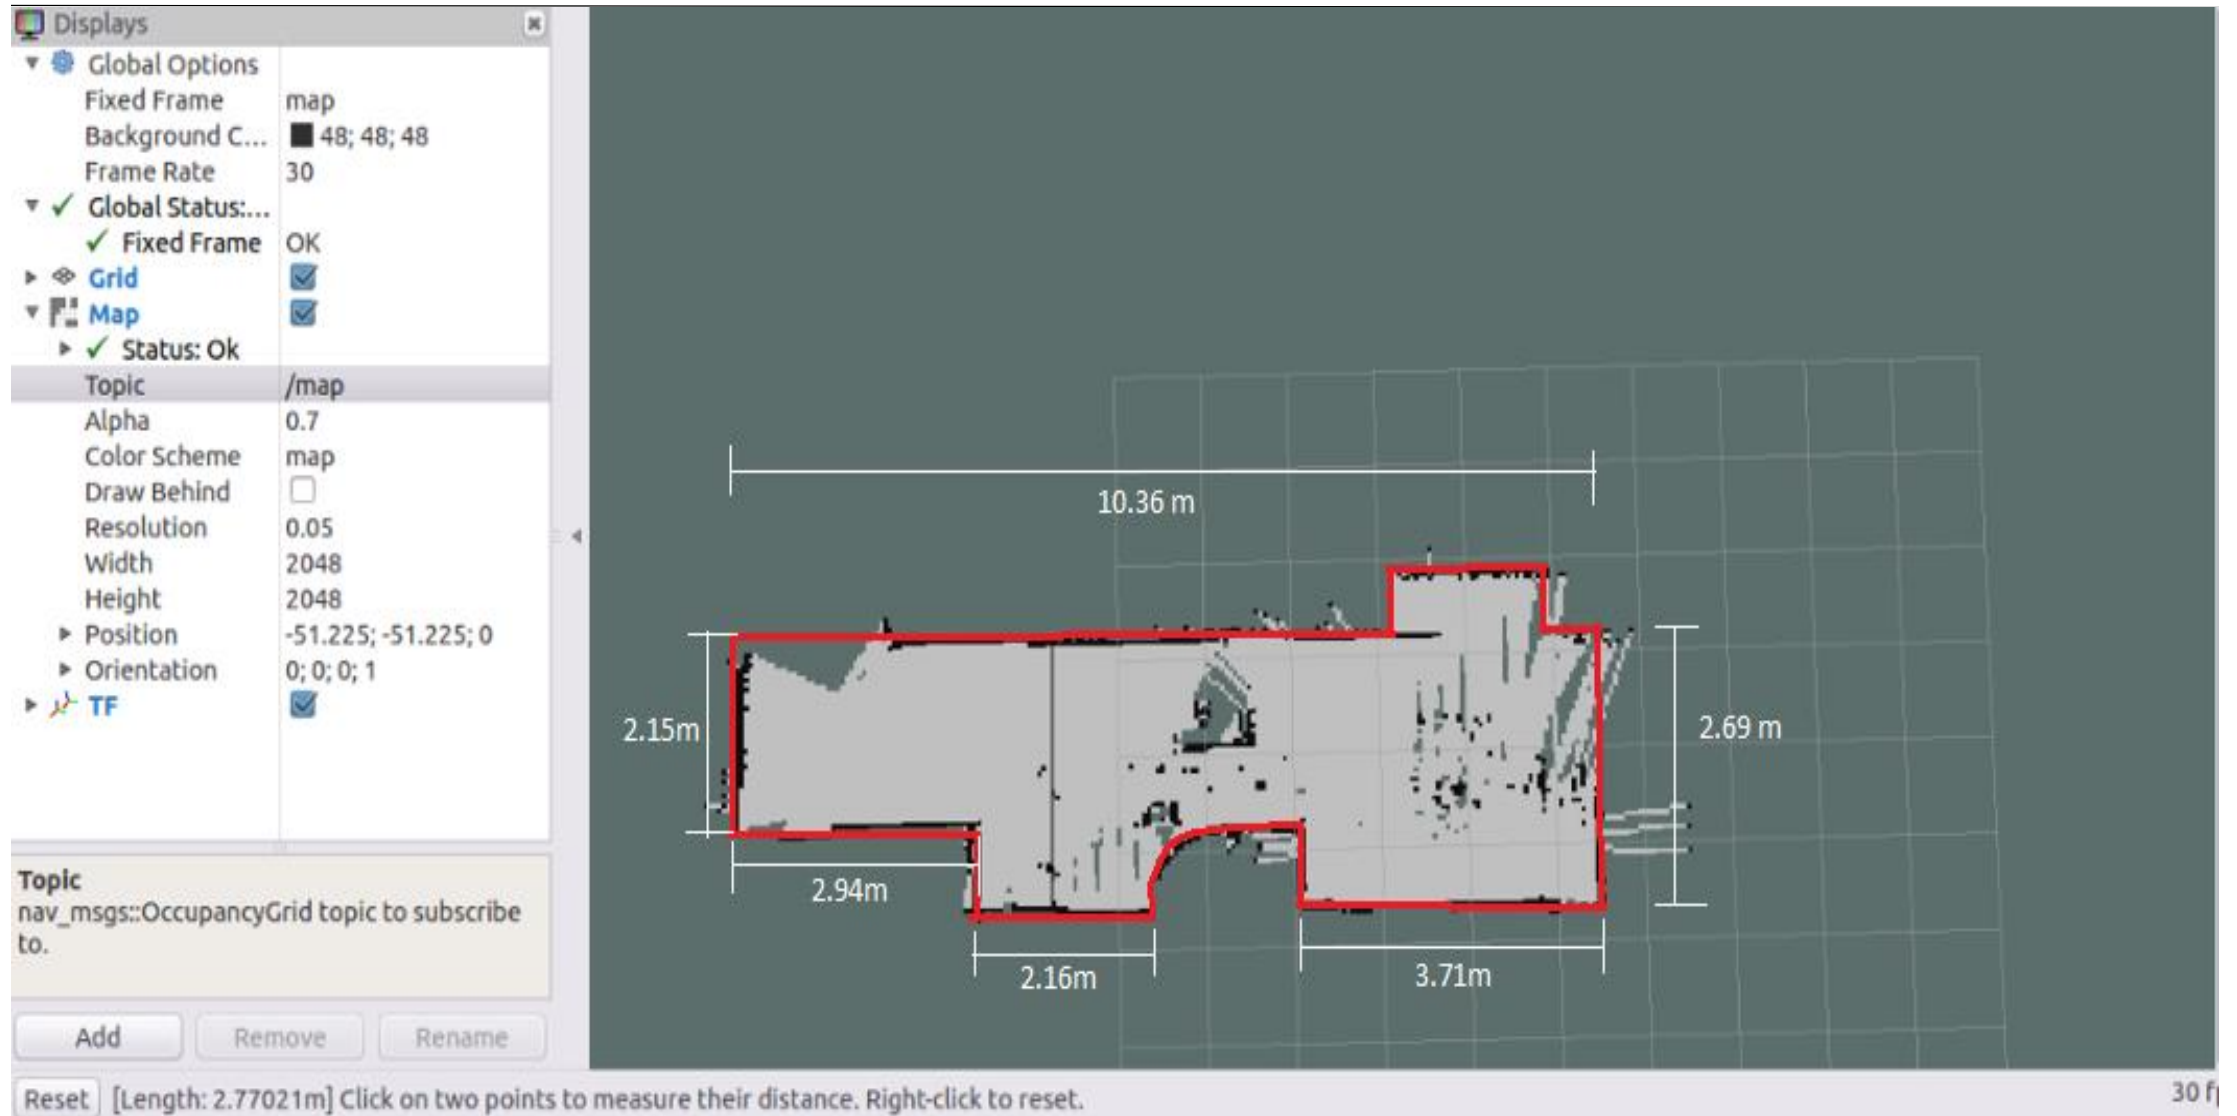 Displays
Global Options
Fixed Frame map
Background C... 48; 48; 48
Frame Rate 30
Global Status:...
Fixed Frame OK
Grid
Map
Status: Ok
Topic /map
Alpha 0.7
Color Scheme map
Draw Behind
Resolution 0.05
Width 2048
Height 2048
Position -51.225; -51.225; 0
Orientation 0; 0; 0; 1
TF
Topic
nav_msgs::OccupancyGrid topic to subscribe
to.
Add Remove Rename
10.36 m
2.15m
2.69 m
2.94m
2.16m
3.71m
Reset [Length: 2.77021m] Click on two points to measure their distance. Right-click to reset.
30